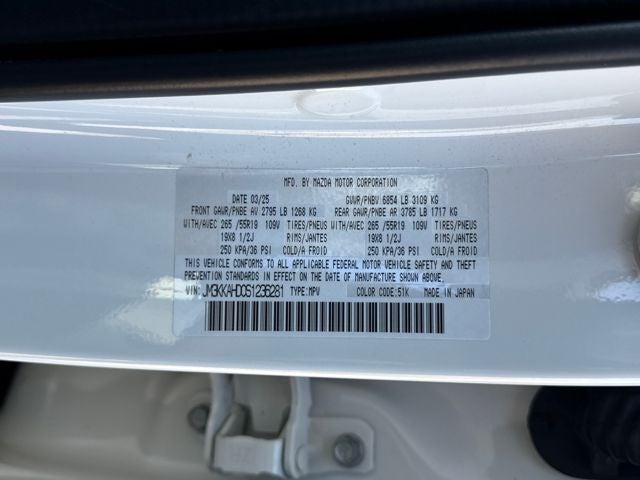 MFD. BY MAZDA MOTOR CORPORATION
DATE 03/25 GVWR/PNBV 6854 LB 3109 KG
FRONT GAWR/PNBE AV 2795 LB 1268 KG REAR GAWR/PNBE AR 3785 LB 1717 KG
WITH/AVEC 265 /55R19 TIRES/PNEUS WITH/AVEC 265 /55R19 TIRES/PNEUS
19X8 1/2J RIMS/JANTES 19X8 1/2J RIMS/JANTES
250 KPA/36 PSI COLD/A FROID 250 KPA/36 PSI COLD/A FROID
THIS VEHICLE CONFORMS TO ALL APPLICABLE FEDERAL MOTOR VEHICLE SAFETY AND THEFT
PREVENTION STANDARDS IN EFFECT ON THE DATE OF MANUFACTURE SHOWN ABOVE.
VIN: JM3KKAHD0S1236281 TYPE: MPV COLOR CODE: 51K MADE IN JAPAN